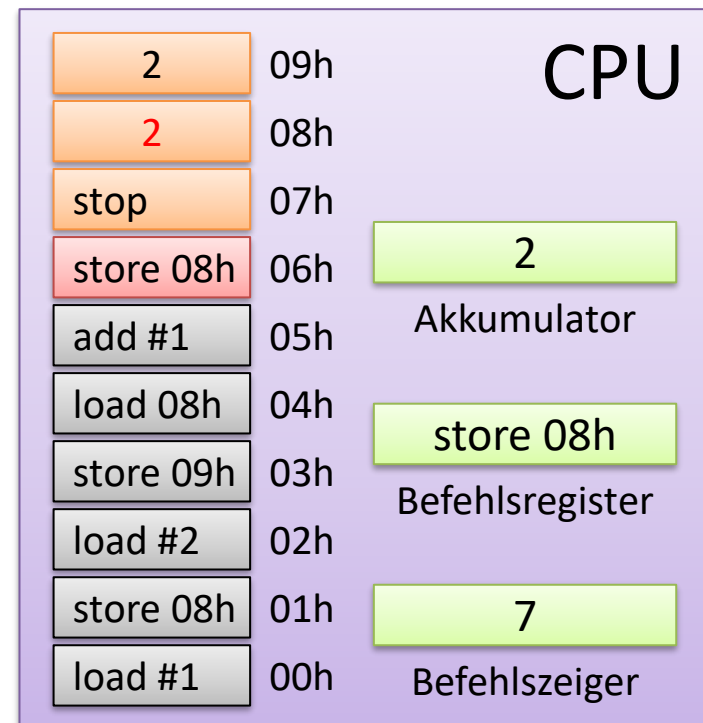 CPU
2 09h
2 08h
stop 07h
store 08h 06h
add #1 05h
load 08h 04h
store 09h 03h
load #2 02h
store 08h 01h
load #1 00h
2
Akkumulator
store 08h
Befehlsregister
7
Befehlszeiger